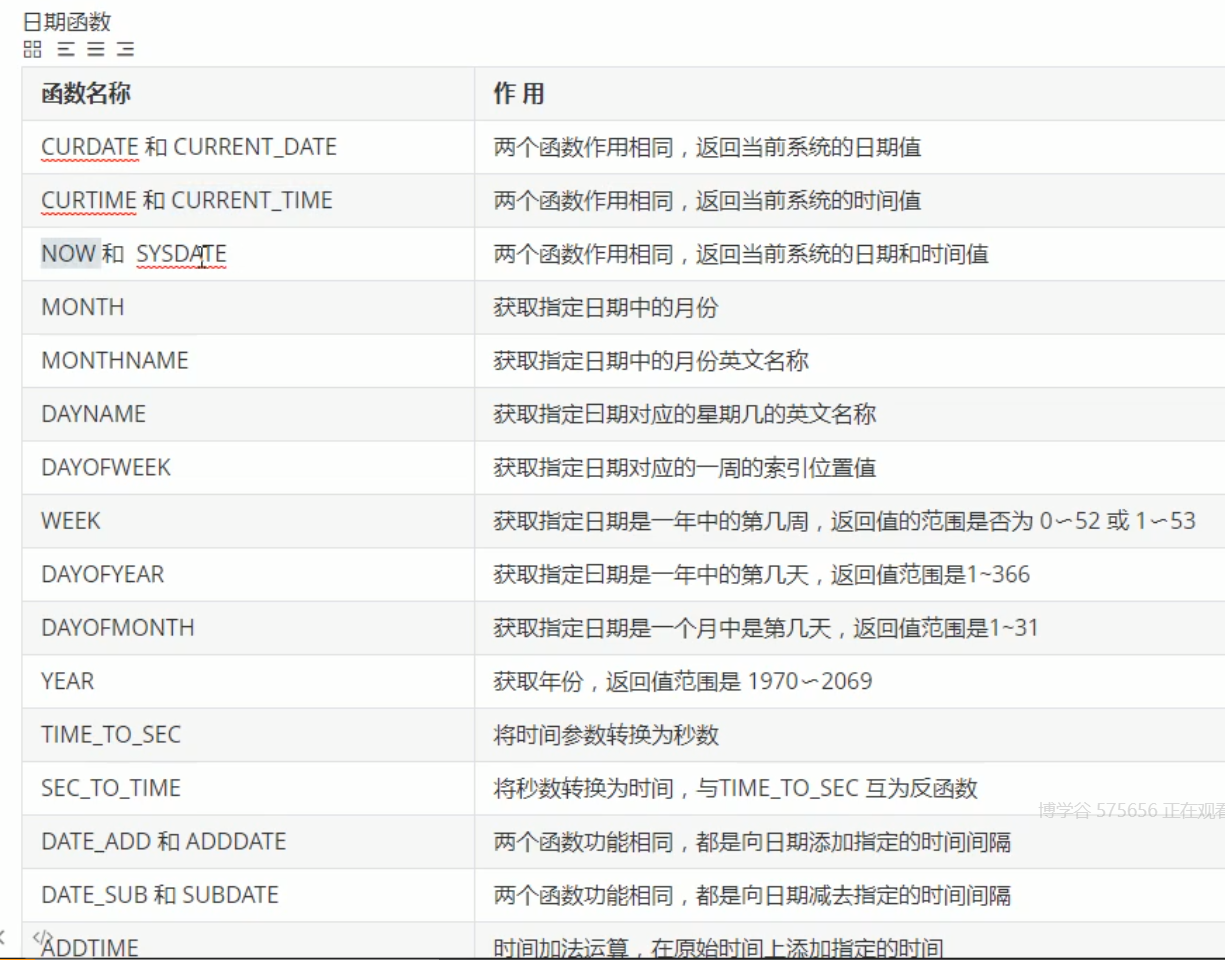 日期函数
函数名称 作 用
CURDATE 和 CURRENT_DATE 两个函数作用相同，返回当前系统的日期值
CURTIME 和 CURRENT_TIME 两个函数作用相同，返回当前系统的时间值
NOW 和 SYSDATE 两个函数作用相同，返回当前系统的日期和时间值
MONTH 获取指定日期中的月份
MONTHNAME 获取指定日期中的月份英文名称
DAYNAME 获取指定日期对应的星期几的英文名称
DAYOFWEEK 获取指定日期对应的一周的索引位置值
WEEK 获取指定日期是一年中的第几周，返回值的范围是否为 0〜52 或 1〜53
DAYOFYEAR 获取指定日期是一年中的第几天，返回值范围是1~366
DAYOFMONTH 获取指定日期是一个月中是第几天，返回值范围是1~31
YEAR 获取年份，返回值范围是 1970〜2069
TIME_TO_SEC 将时间参数转换为秒数
SEC_TO_TIME 将秒数转换为时间，与TIME_TO_SEC 互为反函数
博学谷 575656 正在观看
DATE_ADD 和 ADDDATE 两个函数功能相同，都是向日期添加指定的时间间隔
DATE_SUB 和 SUBDATE 两个函数功能相同，都是向日期减去指定的时间间隔
ADDTIME 时间加法运算，在原始时间上添加指定的时间